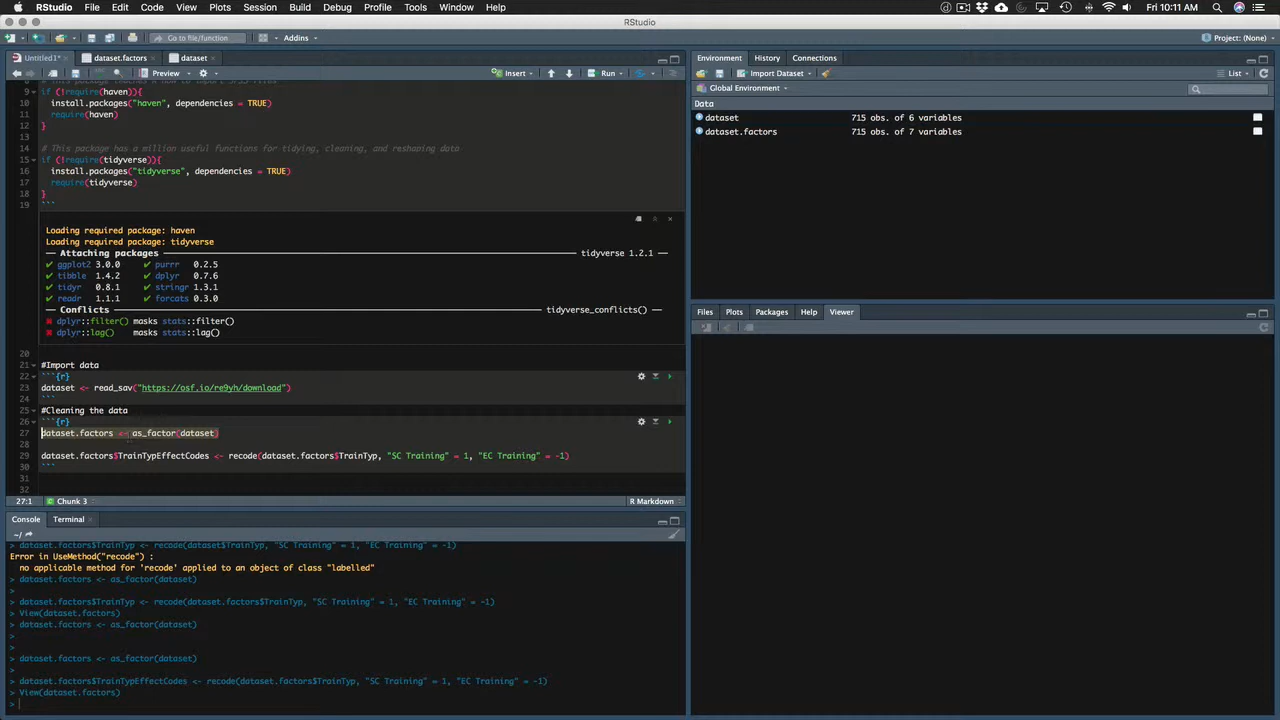 RStudio File Edit Code View Plots Session Build Debug Profile Tools Window Help
Fri 10:11 AM
RStudio
Go to file/function
Addins
Project: (None)
Untitled1*
dataset.factors
dataset
Preview
Insert
Run
9 if (!require(haven)){
10 install.packages("haven", dependencies = TRUE)
11 require(haven)
12 }
13
14 # This package has a million useful functions for tidying, cleaning, and reshaping data
15 if (!require(tidyverse)){
16 install.packages("tidyverse", dependencies = TRUE)
17 require(tidyverse)
18 }
19 ```
Loading required package: haven
Loading required package: tidyverse
— Attaching packages ——— tidyverse 1.2.1 —
✔ ggplot2 3.0.0 ✔ purrr 0.2.5
✔ tibble 1.4.2 ✔ dplyr 0.7.6
✔ tidyr 0.8.1 ✔ stringr 1.3.1
✔ readr 1.1.1 ✔ forcats 0.3.0
— Conflicts ——— tidyverse_conflicts() —
✖ dplyr::filter() masks stats::filter()
✖ dplyr::lag() masks stats::lag()
20
21 #Import data
22 ```{r}
23 dataset <- read_sav("https://osf.io/re9yh/download")
24 ```
25 #Cleaning the data
26 ```{r}
27 dataset.factors <- as_factor(dataset)
28
29 dataset.factors$TrainTypEffectCodes <- recode(dataset.factors$TrainTyp, "SC Training" = 1, "EC Training" = -1)
30 ```
31
32
27:1 Chunk 3 R Markdown
Console Terminal
~/
> dataset.factors$TrainTyp <- recode(dataset$TrainTyp, "SC Training" = 1, "EC Training" = -1)
Error in UseMethod("recode") :
no applicable method for 'recode' applied to an object of class "labelled"
> dataset.factors <- as_factor(dataset)
>
> dataset.factors$TrainTyp <- recode(dataset.factors$TrainTyp, "SC Training" = 1, "EC Training" = -1)
> View(dataset.factors)
> dataset.factors <- as_factor(dataset)
>
>
> dataset.factors <- as_factor(dataset)
>
> dataset.factors$TrainTypEffectCodes <- recode(dataset.factors$TrainTyp, "SC Training" = 1, "EC Training" = -1)
> View(dataset.factors)
>
Environment History Connections
Import Dataset
List
Global Environment
Data
dataset 715 obs. of 6 variables
dataset.factors 715 obs. of 7 variables
Files Plots Packages Help Viewer